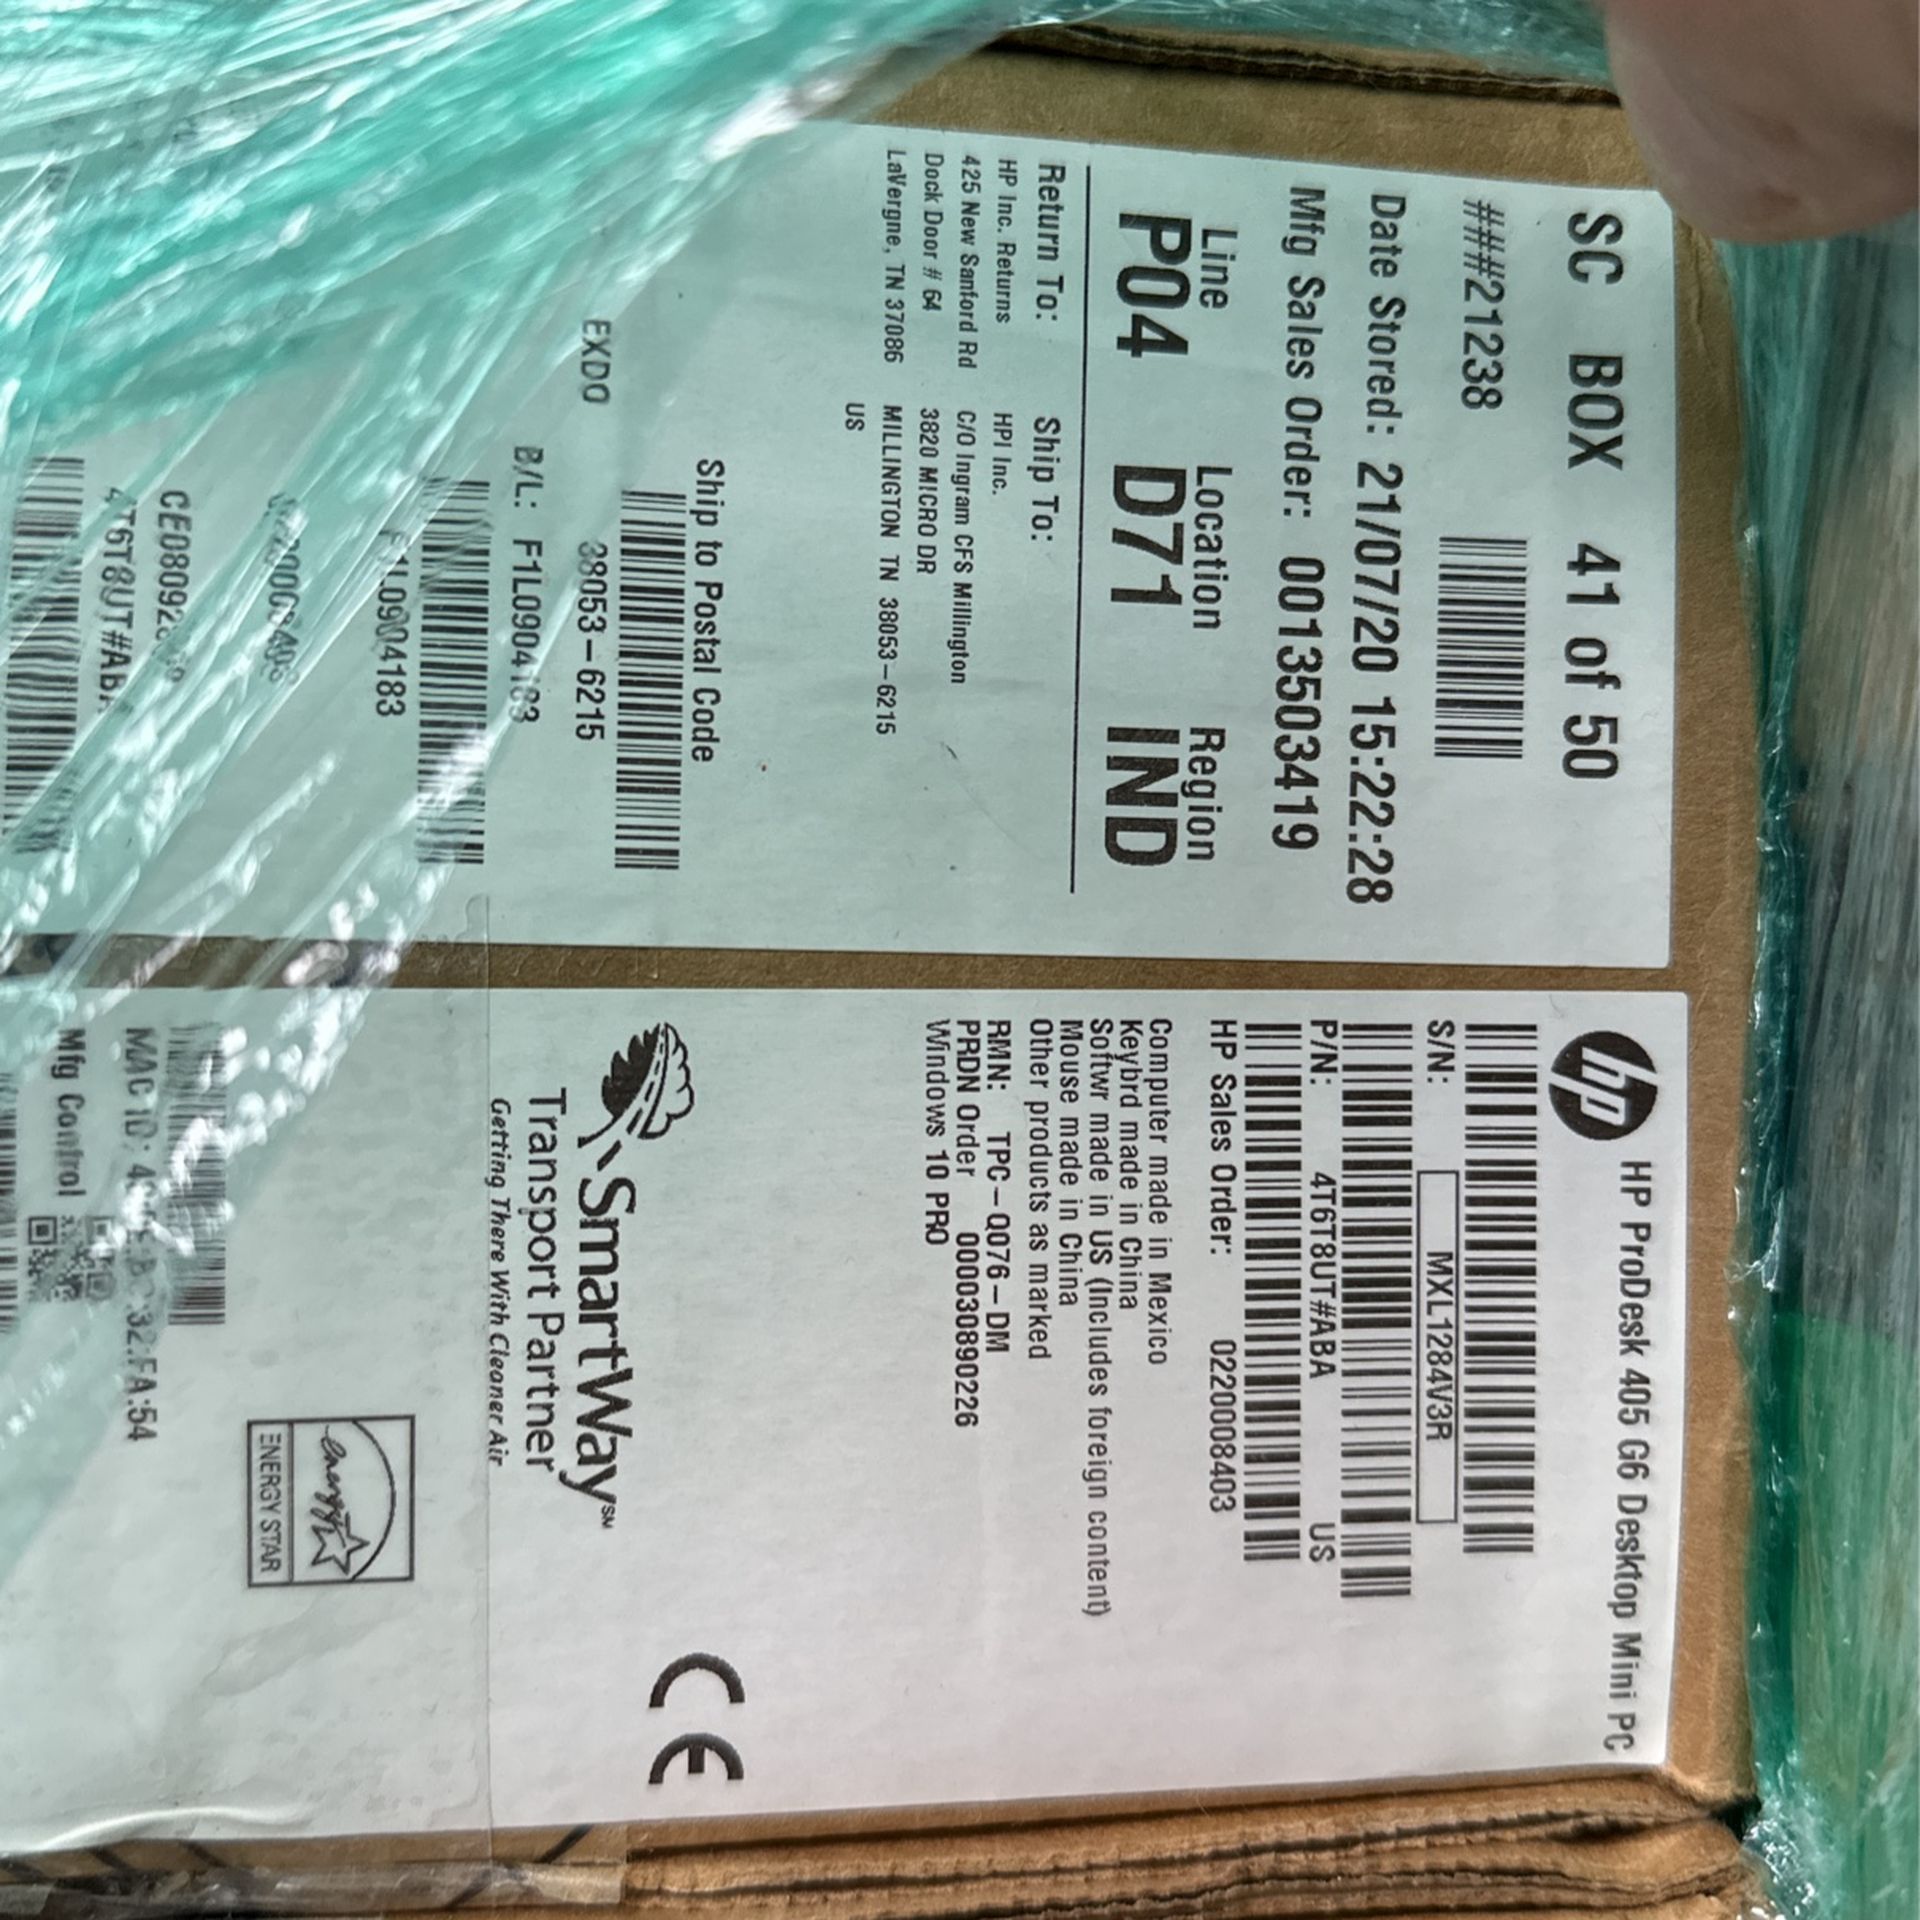 SC BOX 41 of 50
###21238
Date Stored: 21/07/20 15:22:28
Mfg Sales Order: 0013503419
Line Location Region
P04 D71 IND
Return To:
HP Inc. Returns
425 New Sanford Rd
Dock Door # 64
LaVergne, TN 37086
Ship To:
HPI Inc.
C/O Ingram CFS Millington
3820 MICRO DR
MILLINGTON TN 38053-6215
US
Ship to Postal Code
EXDO 38053-6215
B/L: F1L0904183
F1L0904183
hp
HP ProDesk 405 G6 Desktop Mini PC
S/N: MXL1284V3R
P/N: 4T6T8UT#ABA US
HP Sales Order: 0220008403
Computer made in Mexico
Keybrd made in China
Softwr made in US (Includes foreign content)
Mouse made in China
Other products as marked
RMN: TPC-Q076-DM
PRDN Order 000030890226
Windows 10 PRO
SmartWay℠
Transport Partner
Getting There With Cleaner Air
CE
energy
ENERGY STAR
MAC ID:
Mfg Control